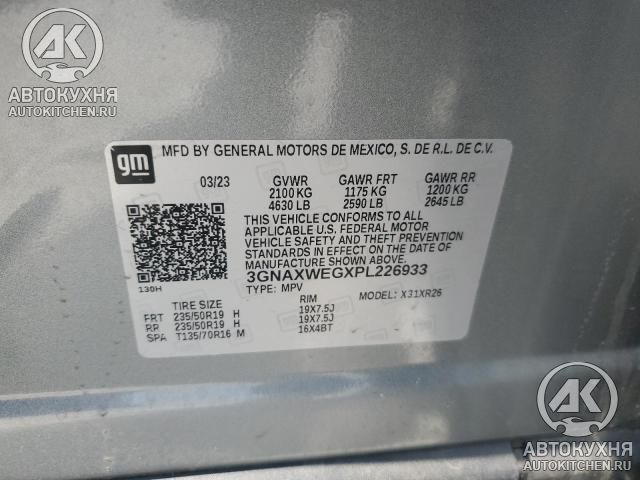 АВТОКУХНЯ
AUTOKITCHEN.RU
gm
MFD BY GENERAL MOTORS DE MEXICO, S. DE R.L. DE C.V.
03/23 GVWR GAWR FRT GAWR RR
2100 KG 1175 KG 1200 KG
4630 LB 2590 LB 2645 LB
THIS VEHICLE CONFORMS TO ALL
APPLICABLE U.S. FEDERAL MOTOR
VEHICLE SAFETY AND THEFT PREVENTION
STANDARDS IN EFFECT ON THE DATE OF
MANUFACTURE SHOWN ABOVE.
130H
3GNAXWEGXPL226933
TYPE: MPV MODEL: X31XR26
TIRE SIZE RIM
FRT 235/50R19 H 19X7.5J
RR 235/50R19 H 19X7.5J
SPA T135/70R16 M 16X4BT
АВТОКУХНЯ
AUTOKITCHEN.RU